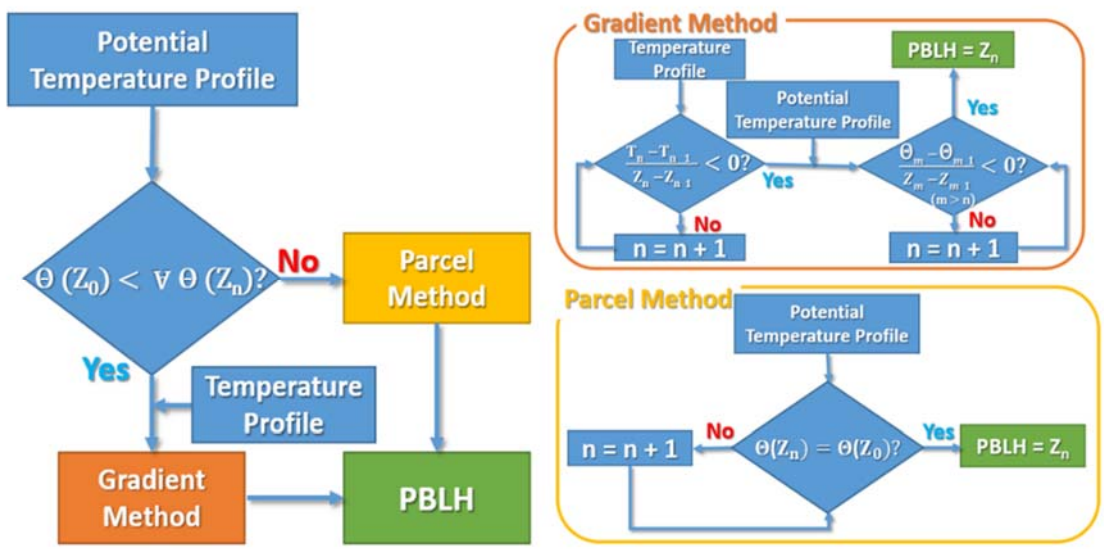 Potential
Temperature Profile
Θ (Z₀) < ∀ Θ (Zₙ)?
No
Parcel
Method
Yes
Temperature
Profile
Gradient
Method
PBLH
Gradient Method
Temperature
Profile
PBLH = Zₙ
Potential
Temperature Profile
Yes
Tₙ−Tₙ ₁
Zₙ−Zₙ ₁
< 0?
Yes
Θₘ−Θₘ ₁
Zₘ−Zₘ ₁
< 0?
(m > n)
No
n = n + 1
No
n = n + 1
Parcel Method
Potential
Temperature Profile
Θ(Zₙ) = Θ(Z₀)?
No
n = n + 1
Yes
PBLH = Zₙ